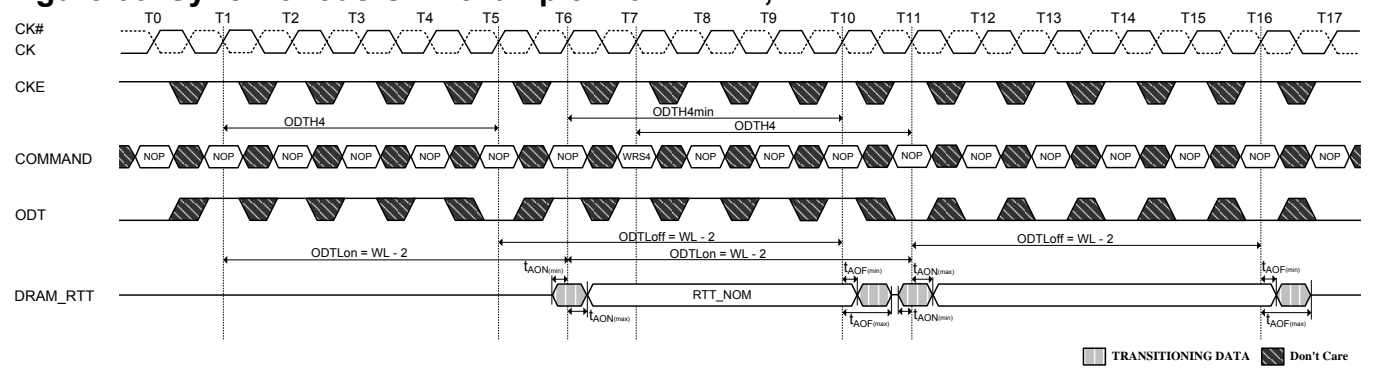 T0 T1 T2 T3 T4 T5 T6 T7 T8 T9 T10 T11 T12 T13 T14 T15 T16 T17
CK#
CK
CKE
ODTH4min
ODTH4
ODTH4
COMMAND NOP NOP NOP NOP NOP NOP NOP WRS4 NOP NOP NOP NOP NOP NOP NOP NOP NOP NOP
ODT
ODTLoff = WL - 2
ODTLoff = WL - 2
ODTLon = WL - 2
ODTLon = WL - 2
tAON(min) tAOF(min) tAON(max) tAOF(min)
DRAM_RTT RTT_NOM
tAON(max) tAOF(max) tAON(min) tAOF(max)
TRANSITIONING DATA Don't Care